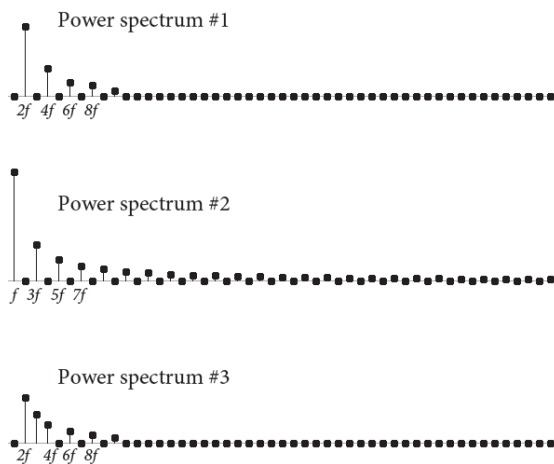 Power spectrum #1
2f 4f 6f 8f
Power spectrum #2
f 3f 5f 7f
Power spectrum #3
2f 4f 6f 8f